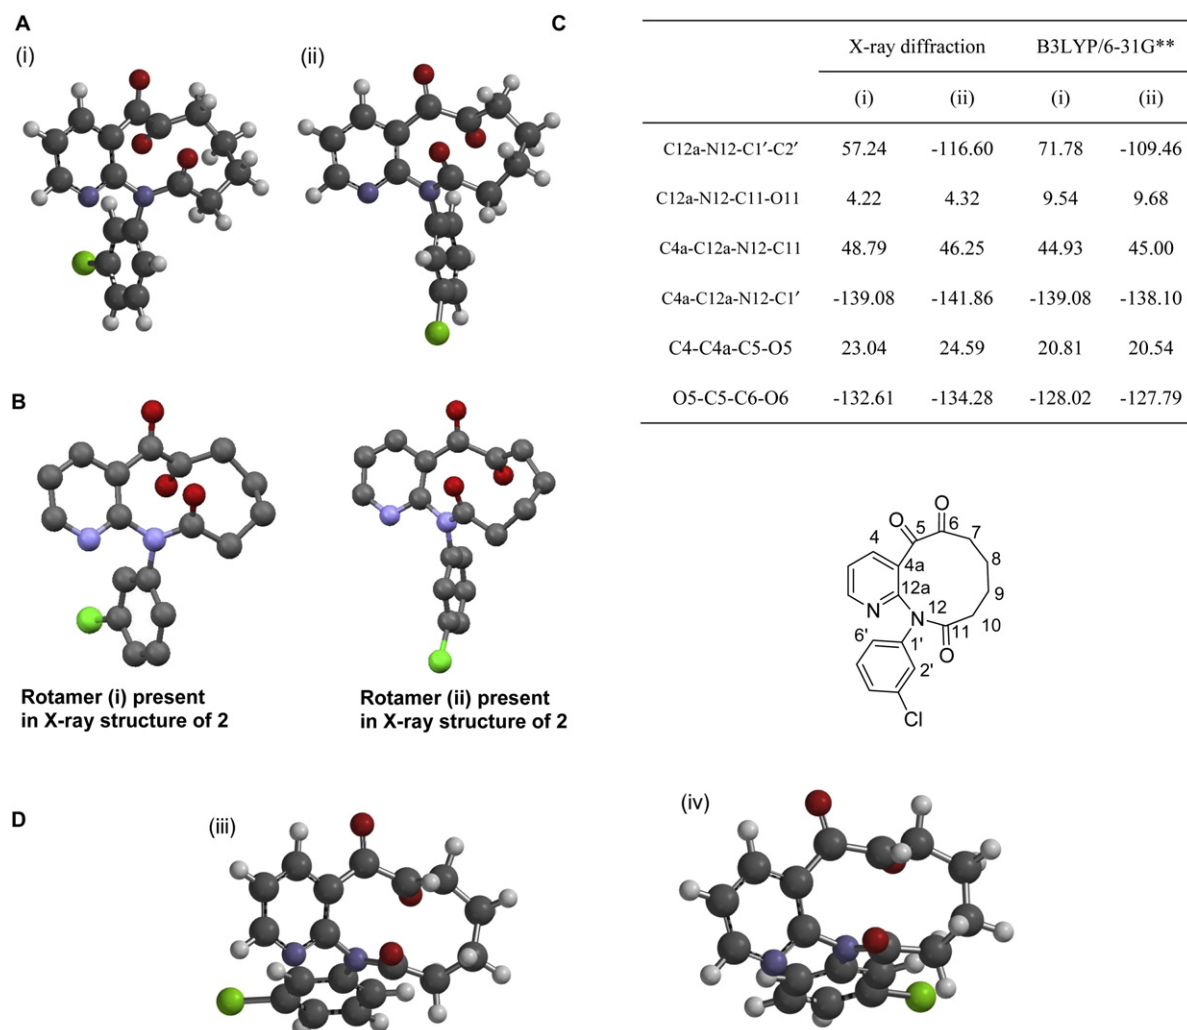 A
(i)
(ii)
B
Rotamer (i) present
in X-ray structure of 2
Rotamer (ii) present
in X-ray structure of 2
C
X-ray diffraction B3LYP/6-31G**
(i) (ii) (i) (ii)
C12a-N12-C1′-C2′ 57.24 -116.60 71.78 -109.46
C12a-N12-C11-O11 4.22 4.32 9.54 9.68
C4a-C12a-N12-C11 48.79 46.25 44.93 45.00
C4a-C12a-N12-C1′ -139.08 -141.86 -139.08 -138.10
C4-C4a-C5-O5 23.04 24.59 20.81 20.54
O5-C5-C6-O6 -132.61 -134.28 -128.02 -127.79
O
O
5
6
4
7
4a
8
12a
9
N
12
N
10
11
6'
1'
O
2'
Cl
D
(iii)
(iv)